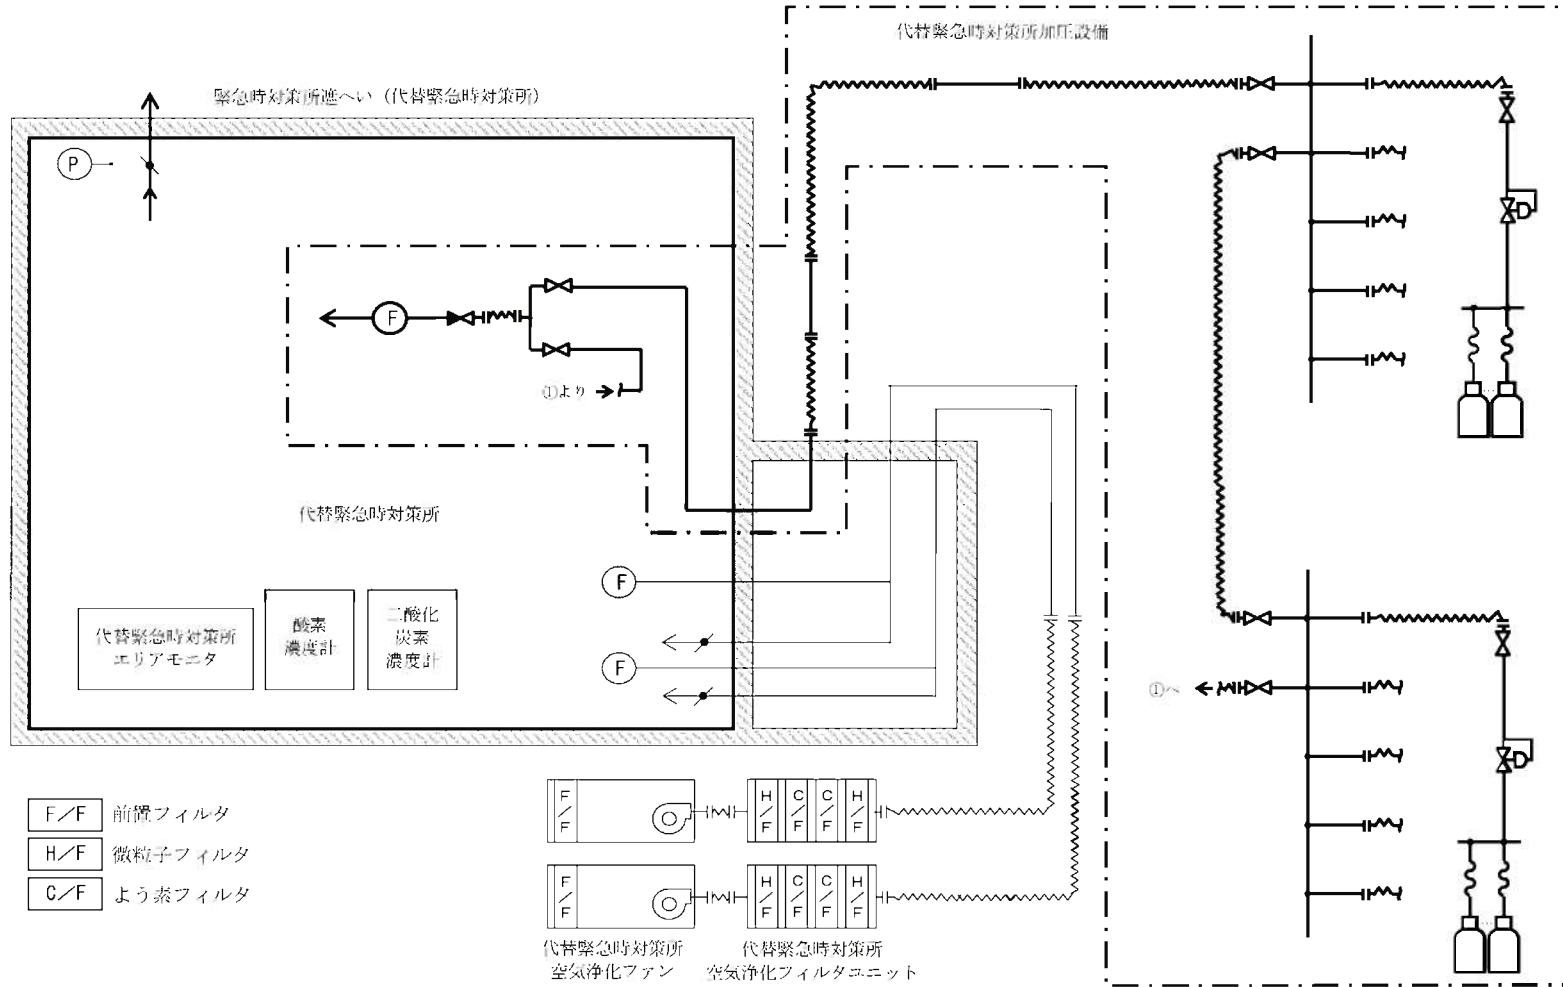 代替緊急時対策所加圧設備
緊急時対策所遮へい（代替緊急時対策所）
P
F
①より
代替緊急時対策所
F
F
代替緊急時対策所
エリアモニタ
酸素
濃度計
二酸化
炭素
濃度計
①へ
F／F 前置フィルタ
H／F 微粒子フィルタ
C／F よう素フィルタ
F／F
H／F
C／F
C／F
H／F
F／F
H／F
C／F
C／F
H／F
代替緊急時対策所
空気浄化ファン
代替緊急時対策所
空気浄化フィルタユニット